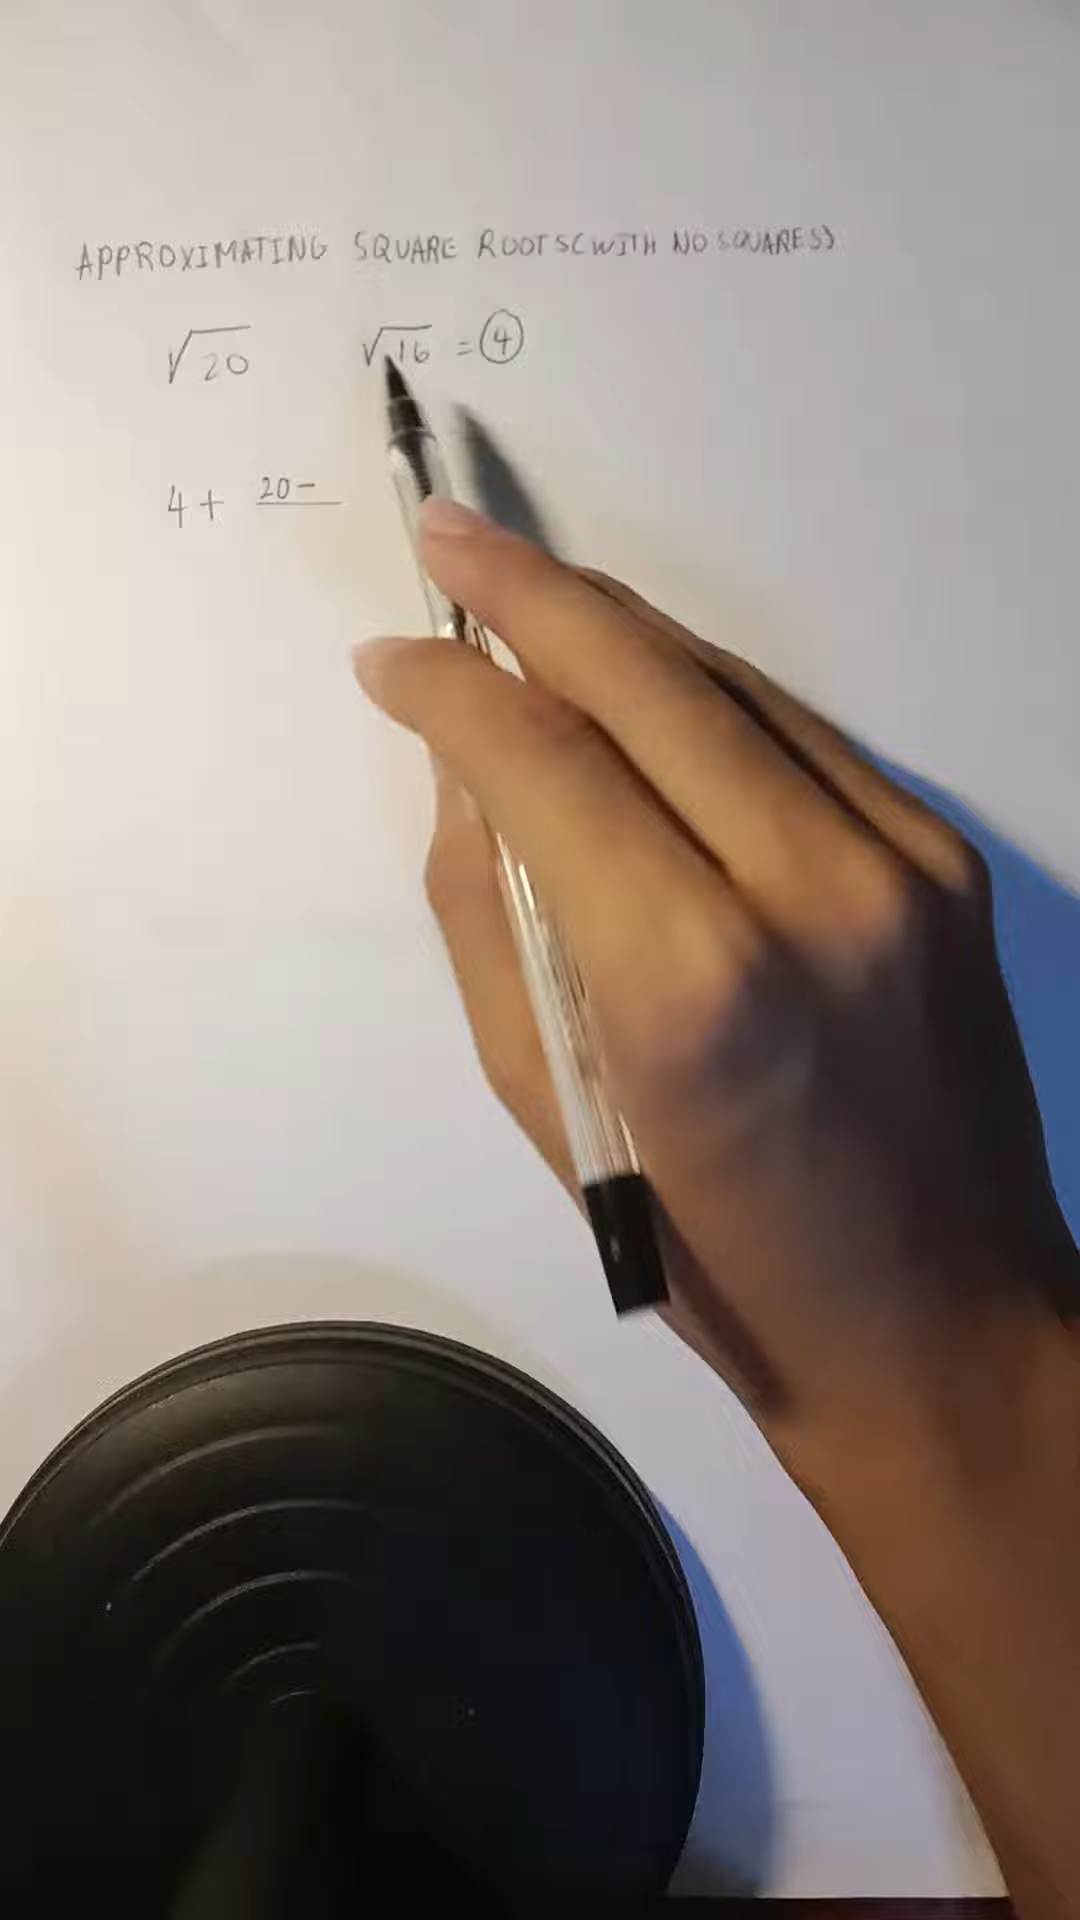 APPROXIMATING SQUARE ROOTS(WITH NO SQUARES)
√20 √16 = 4
4 + 20 -